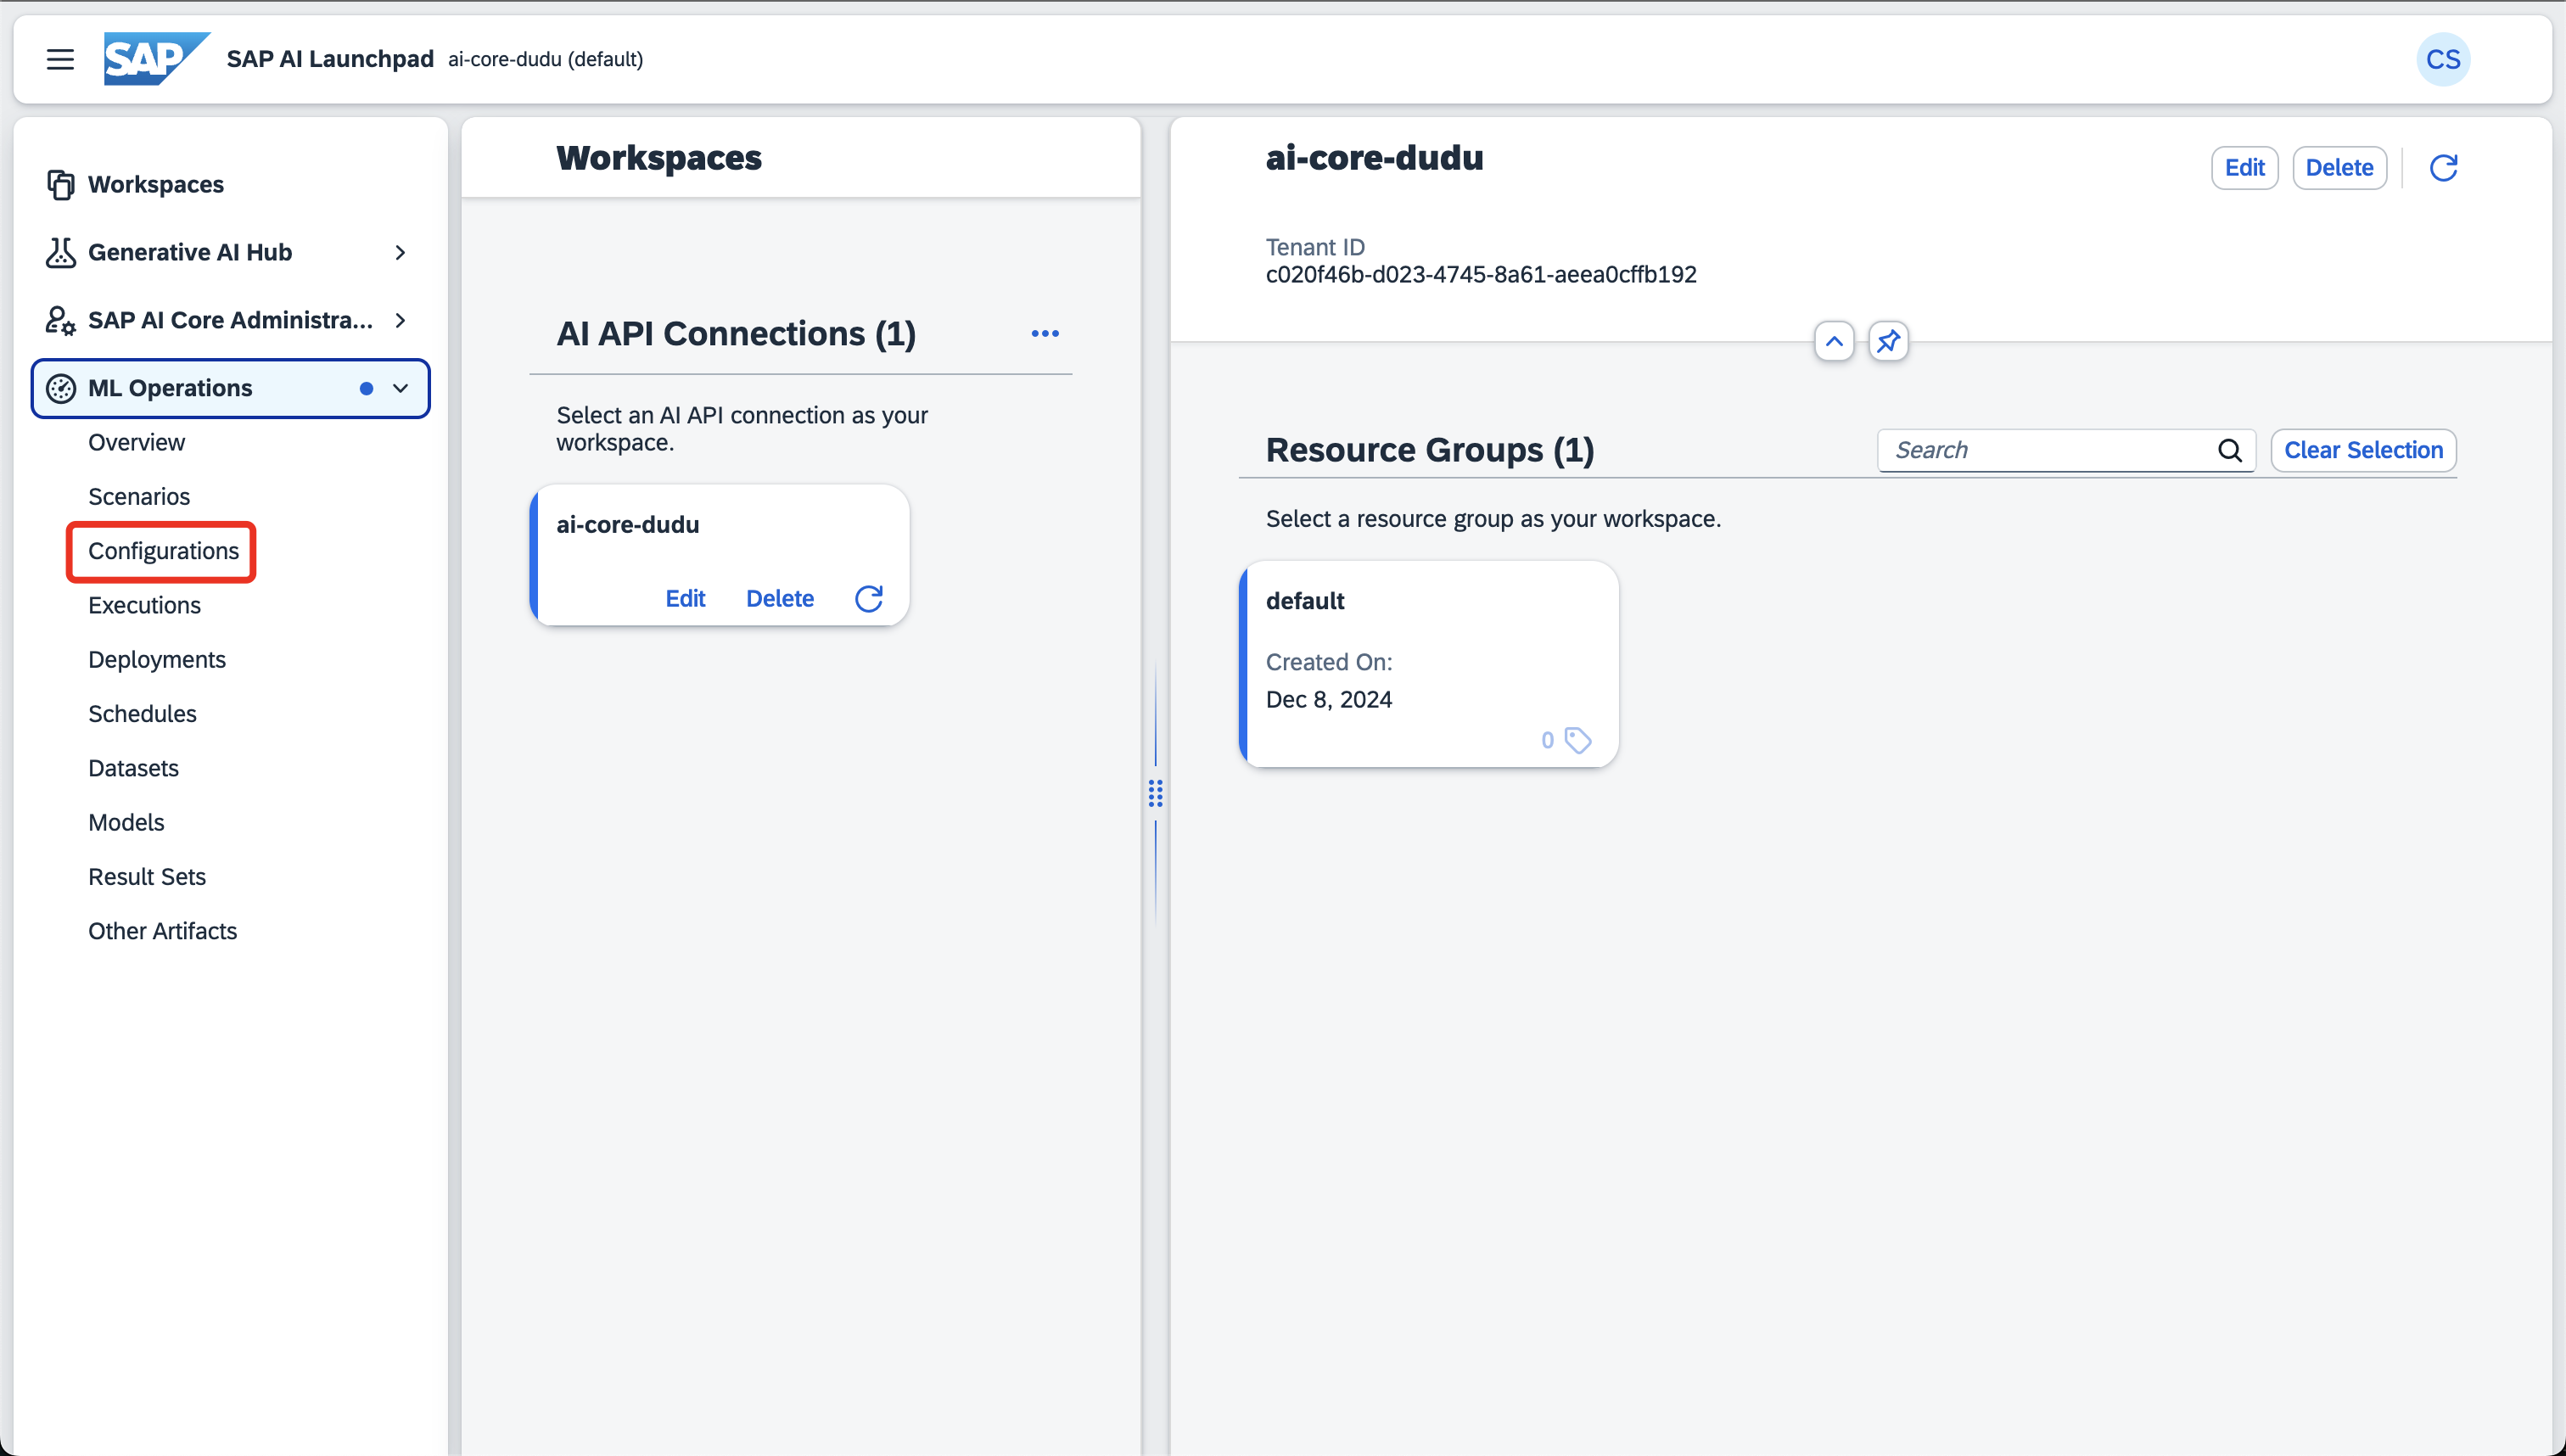 SAP SAP AI Launchpad ai-core-dudu (default) CS
Workspaces
Generative AI Hub
SAP AI Core Administra...
ML Operations
Overview
Scenarios
Configurations
Executions
Deployments
Schedules
Datasets
Models
Result Sets
Other Artifacts
Workspaces
AI API Connections (1)
Select an AI API connection as your
workspace.
ai-core-dudu
Edit Delete
ai-core-dudu
Edit Delete
Tenant ID
c020f46b-d023-4745-8a61-aeea0cffb192
Resource Groups (1)
Search
Clear Selection
Select a resource group as your workspace.
default
Created On:
Dec 8, 2024
0